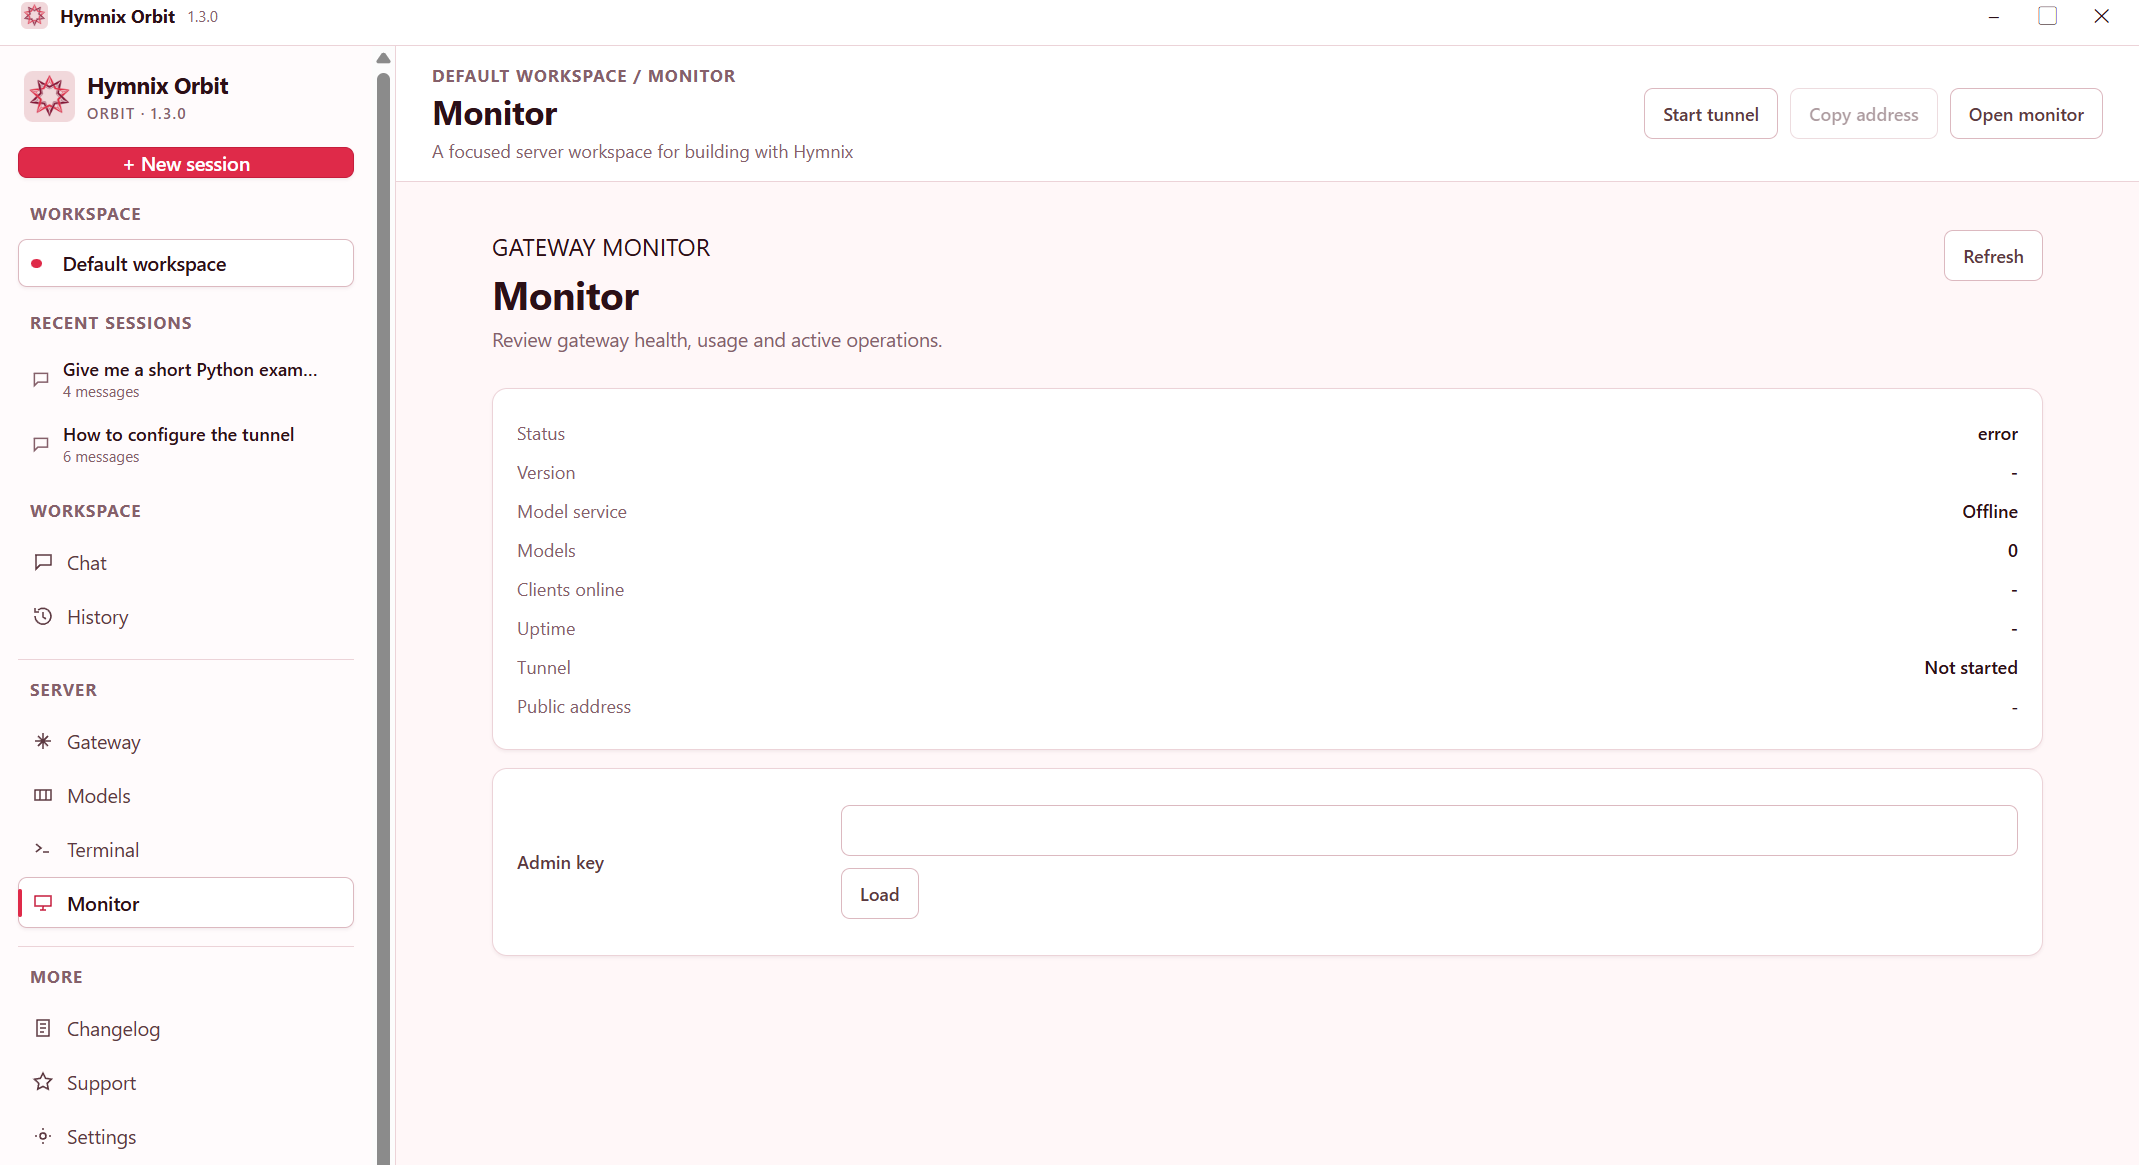 Hymnix Orbit 1.3.0
Hymnix Orbit
ORBIT · 1.3.0
+ New session
WORKSPACE
Default workspace
RECENT SESSIONS
Give me a short Python exam...
4 messages
How to configure the tunnel
6 messages
WORKSPACE
Chat
History
SERVER
Gateway
Models
Terminal
Monitor
MORE
Changelog
Support
Settings
DEFAULT WORKSPACE / MONITOR
Monitor
A focused server workspace for building with Hymnix
Start tunnel
Copy address
Open monitor
GATEWAY MONITOR
Monitor
Review gateway health, usage and active operations.
Refresh
Status error
Version -
Model service Offline
Models 0
Clients online -
Uptime -
Tunnel Not started
Public address -
Admin key
Load